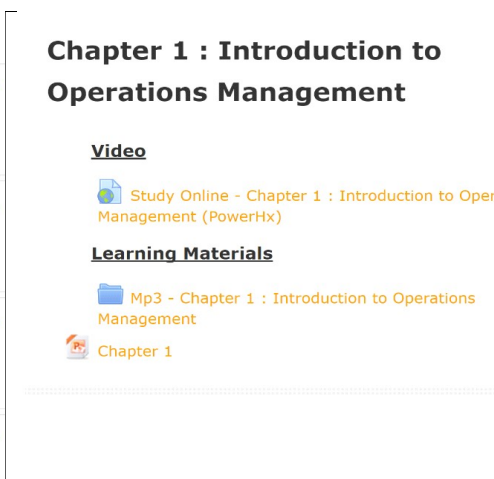 Chapter 1 : Introduction to
Operations Management
Video
Study Online - Chapter 1 : Introduction to Oper
Management (PowerHx)
Learning Materials
Mp3 - Chapter 1 : Introduction to Operations
Management
Chapter 1